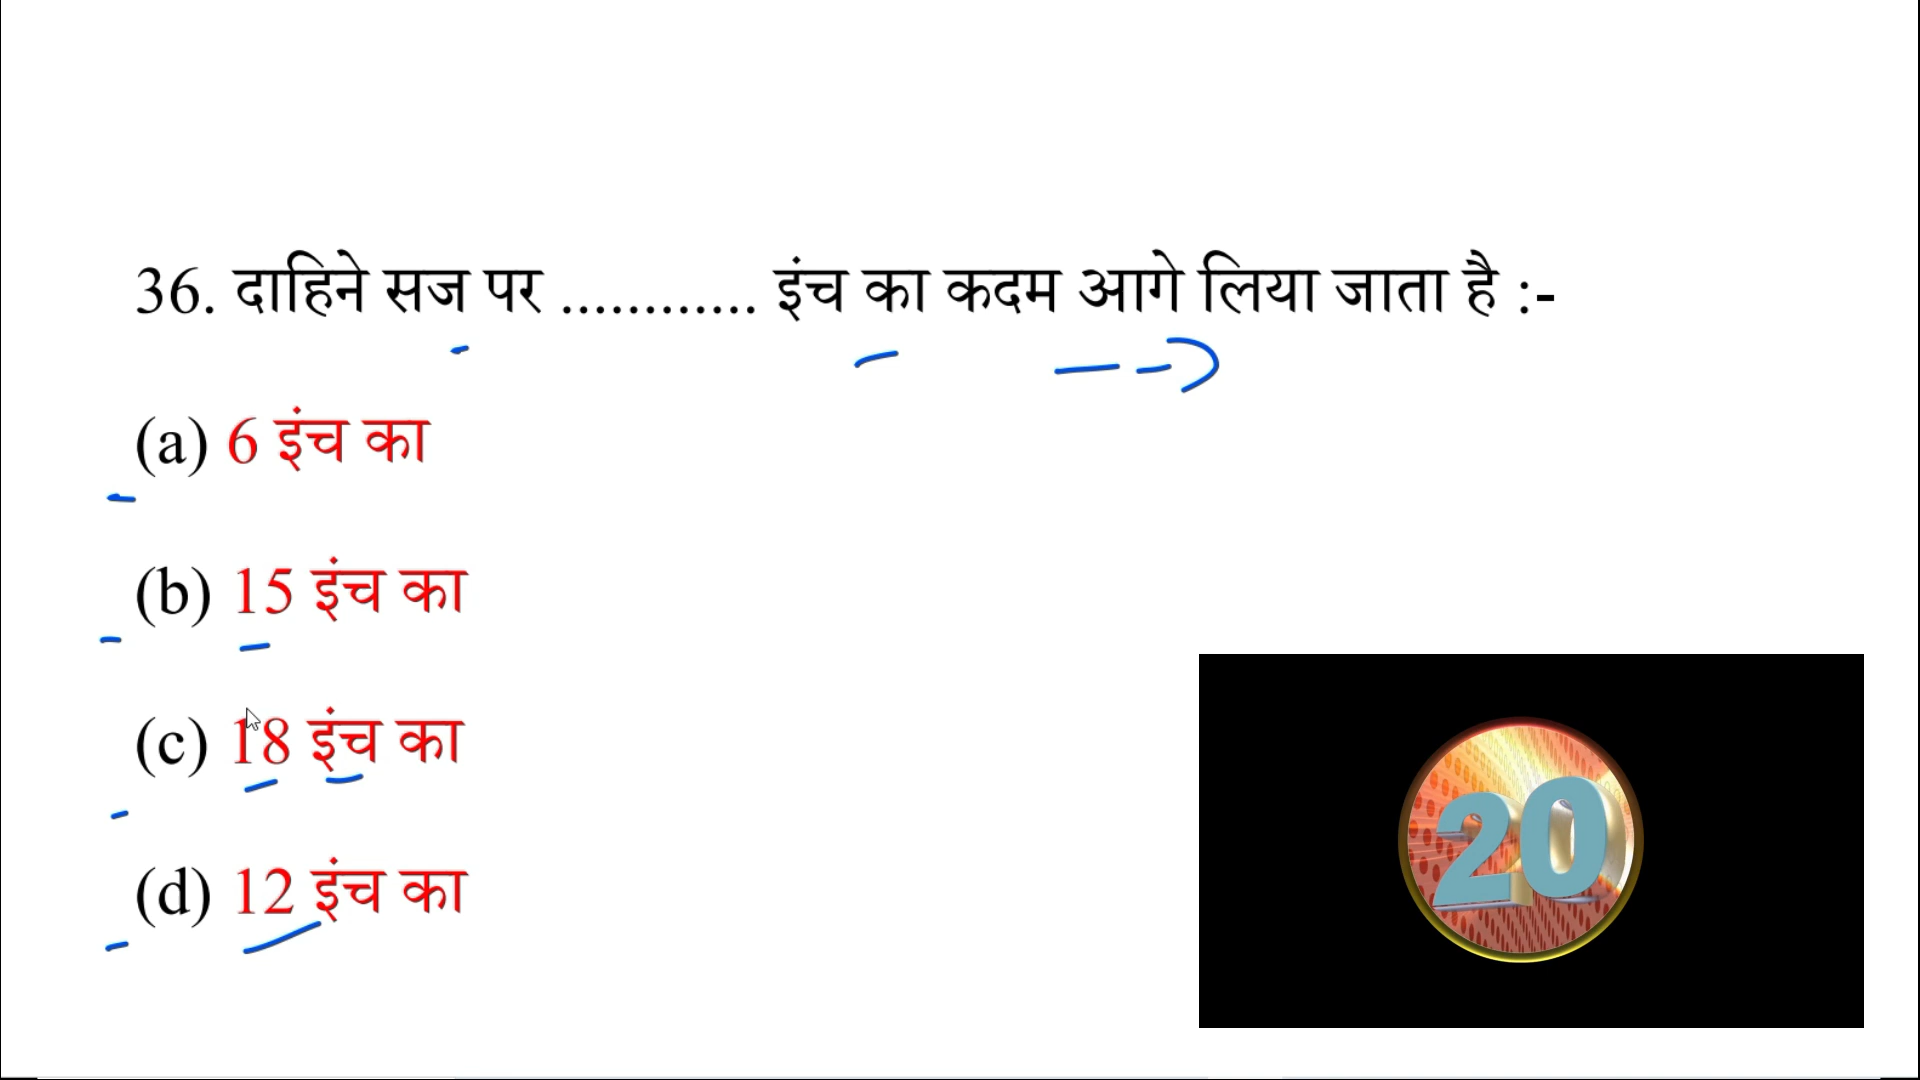 36. दाहिने सज पर ............ इंच का कदम आगे लिया जाता है :-
(a) 6 इंच का
(b) 15 इंच का
(c) 18 इंच का
(d) 12 इंच का
20